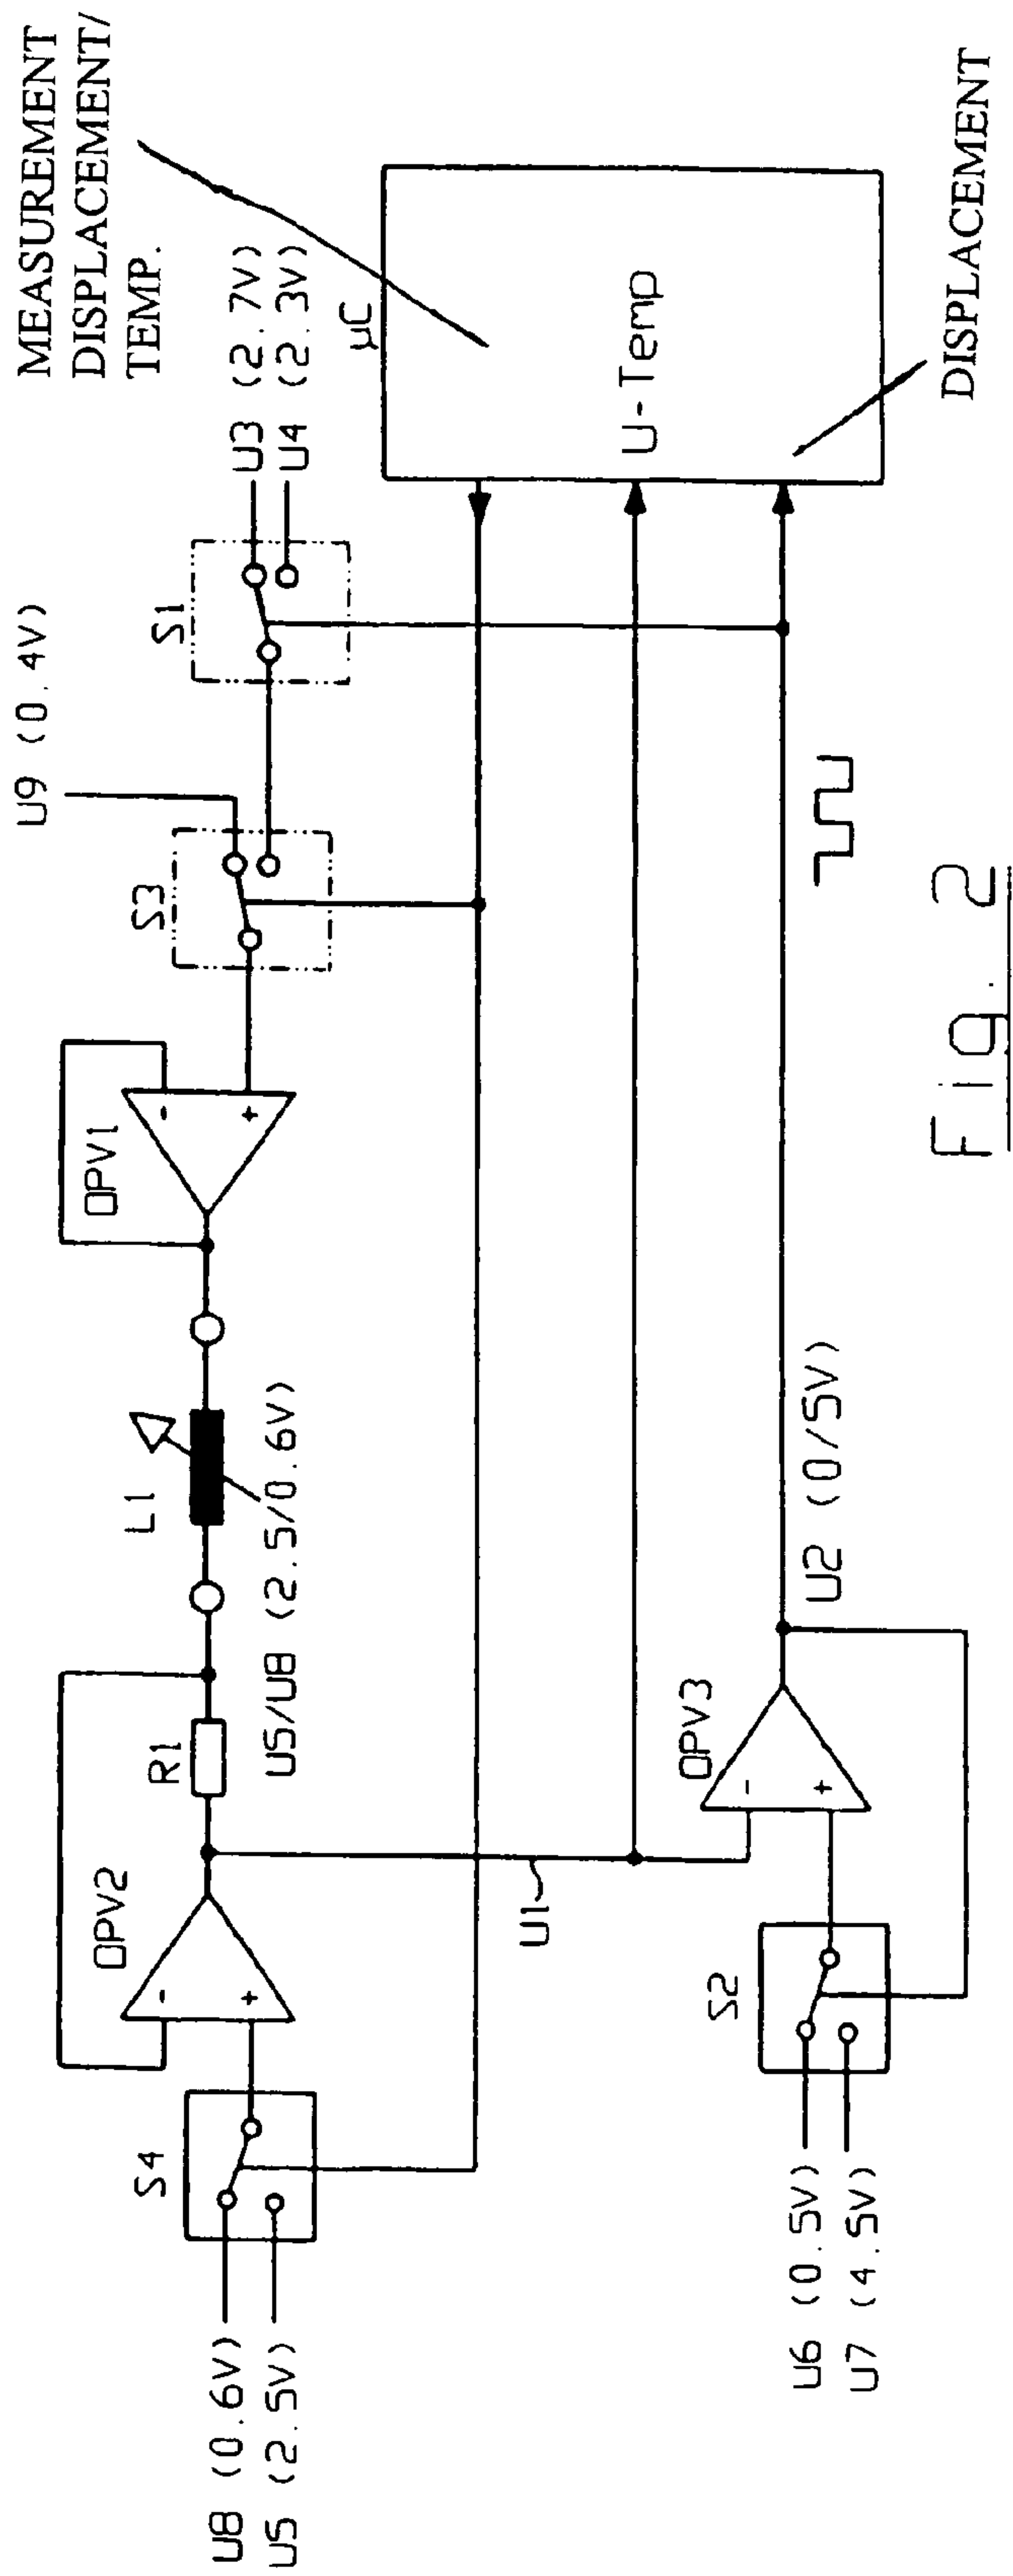 MEASUREMENT
DISPLACEMENT/
TEMP.
U9 (0.4V)
U3 (2.7V)
U4 (2.3V)
S1
S3
OPV1
-
+
L1
U5/U8 (2.5/0.6V)
R1
OPV2
-
+
S4
U8 (0.6V)
U5 (2.5V)
µC
U-Temp
DISPLACEMENT
U1
OPV3
-
+
U2 (0/5V)
S2
U6 (0.5V)
U7 (4.5V)
Fig. 2